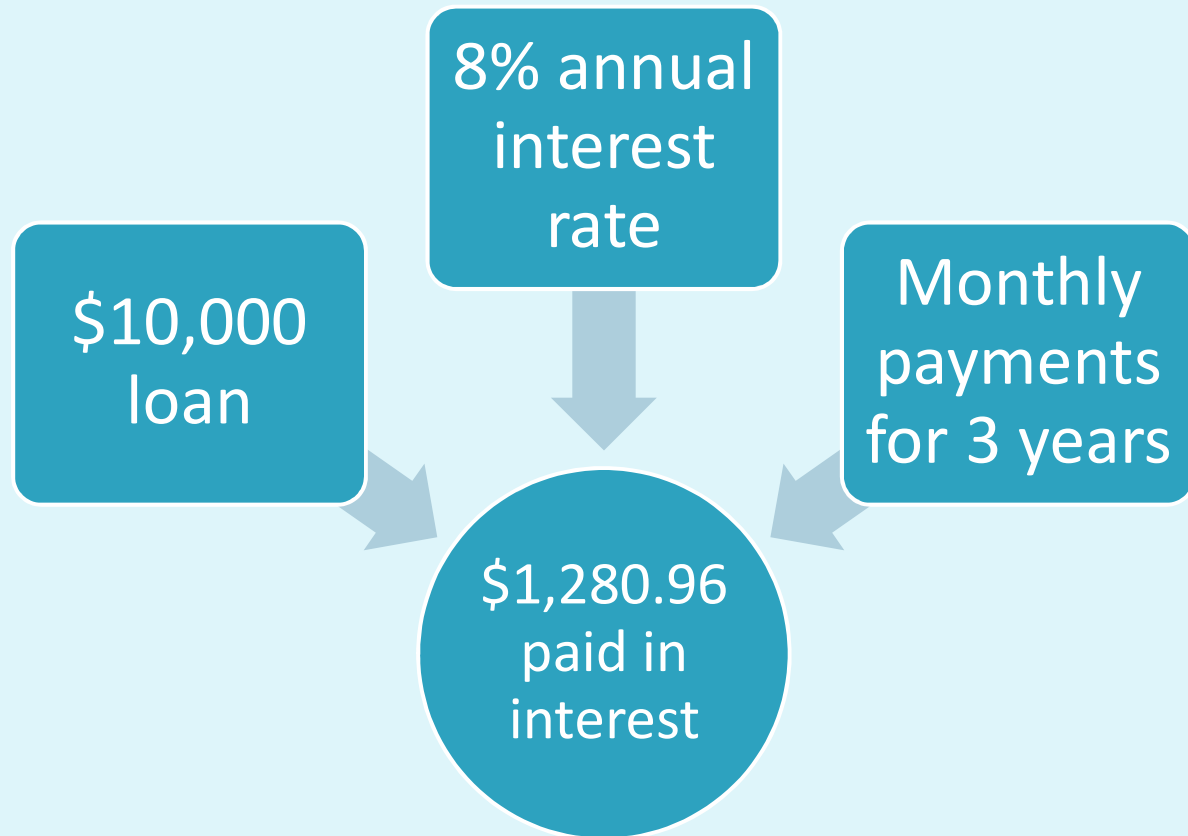 8% annual
interest
rate
$10,000
loan
Monthly
payments
for 3 years
$1,280.96
paid in
interest